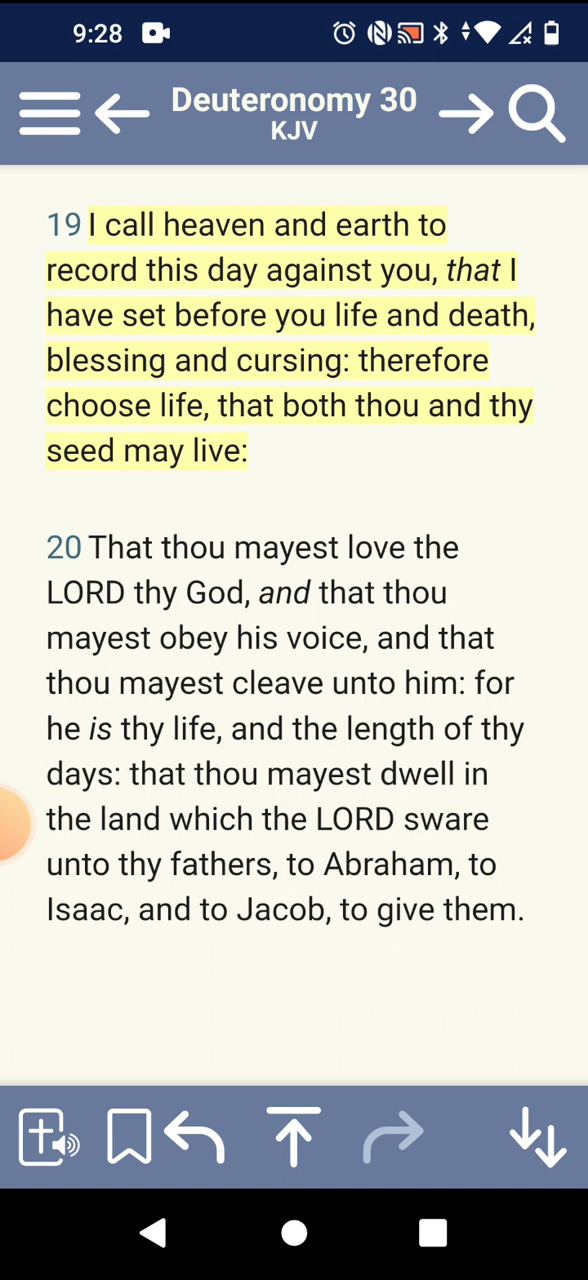 9:28
Deuteronomy 30
KJV
19 I call heaven and earth to
record this day against you, that I
have set before you life and death,
blessing and cursing: therefore
choose life, that both thou and thy
seed may live:
20 That thou mayest love the
LORD thy God, and that thou
mayest obey his voice, and that
thou mayest cleave unto him: for
he is thy life, and the length of thy
days: that thou mayest dwell in
the land which the LORD sware
unto thy fathers, to Abraham, to
Isaac, and to Jacob, to give them.